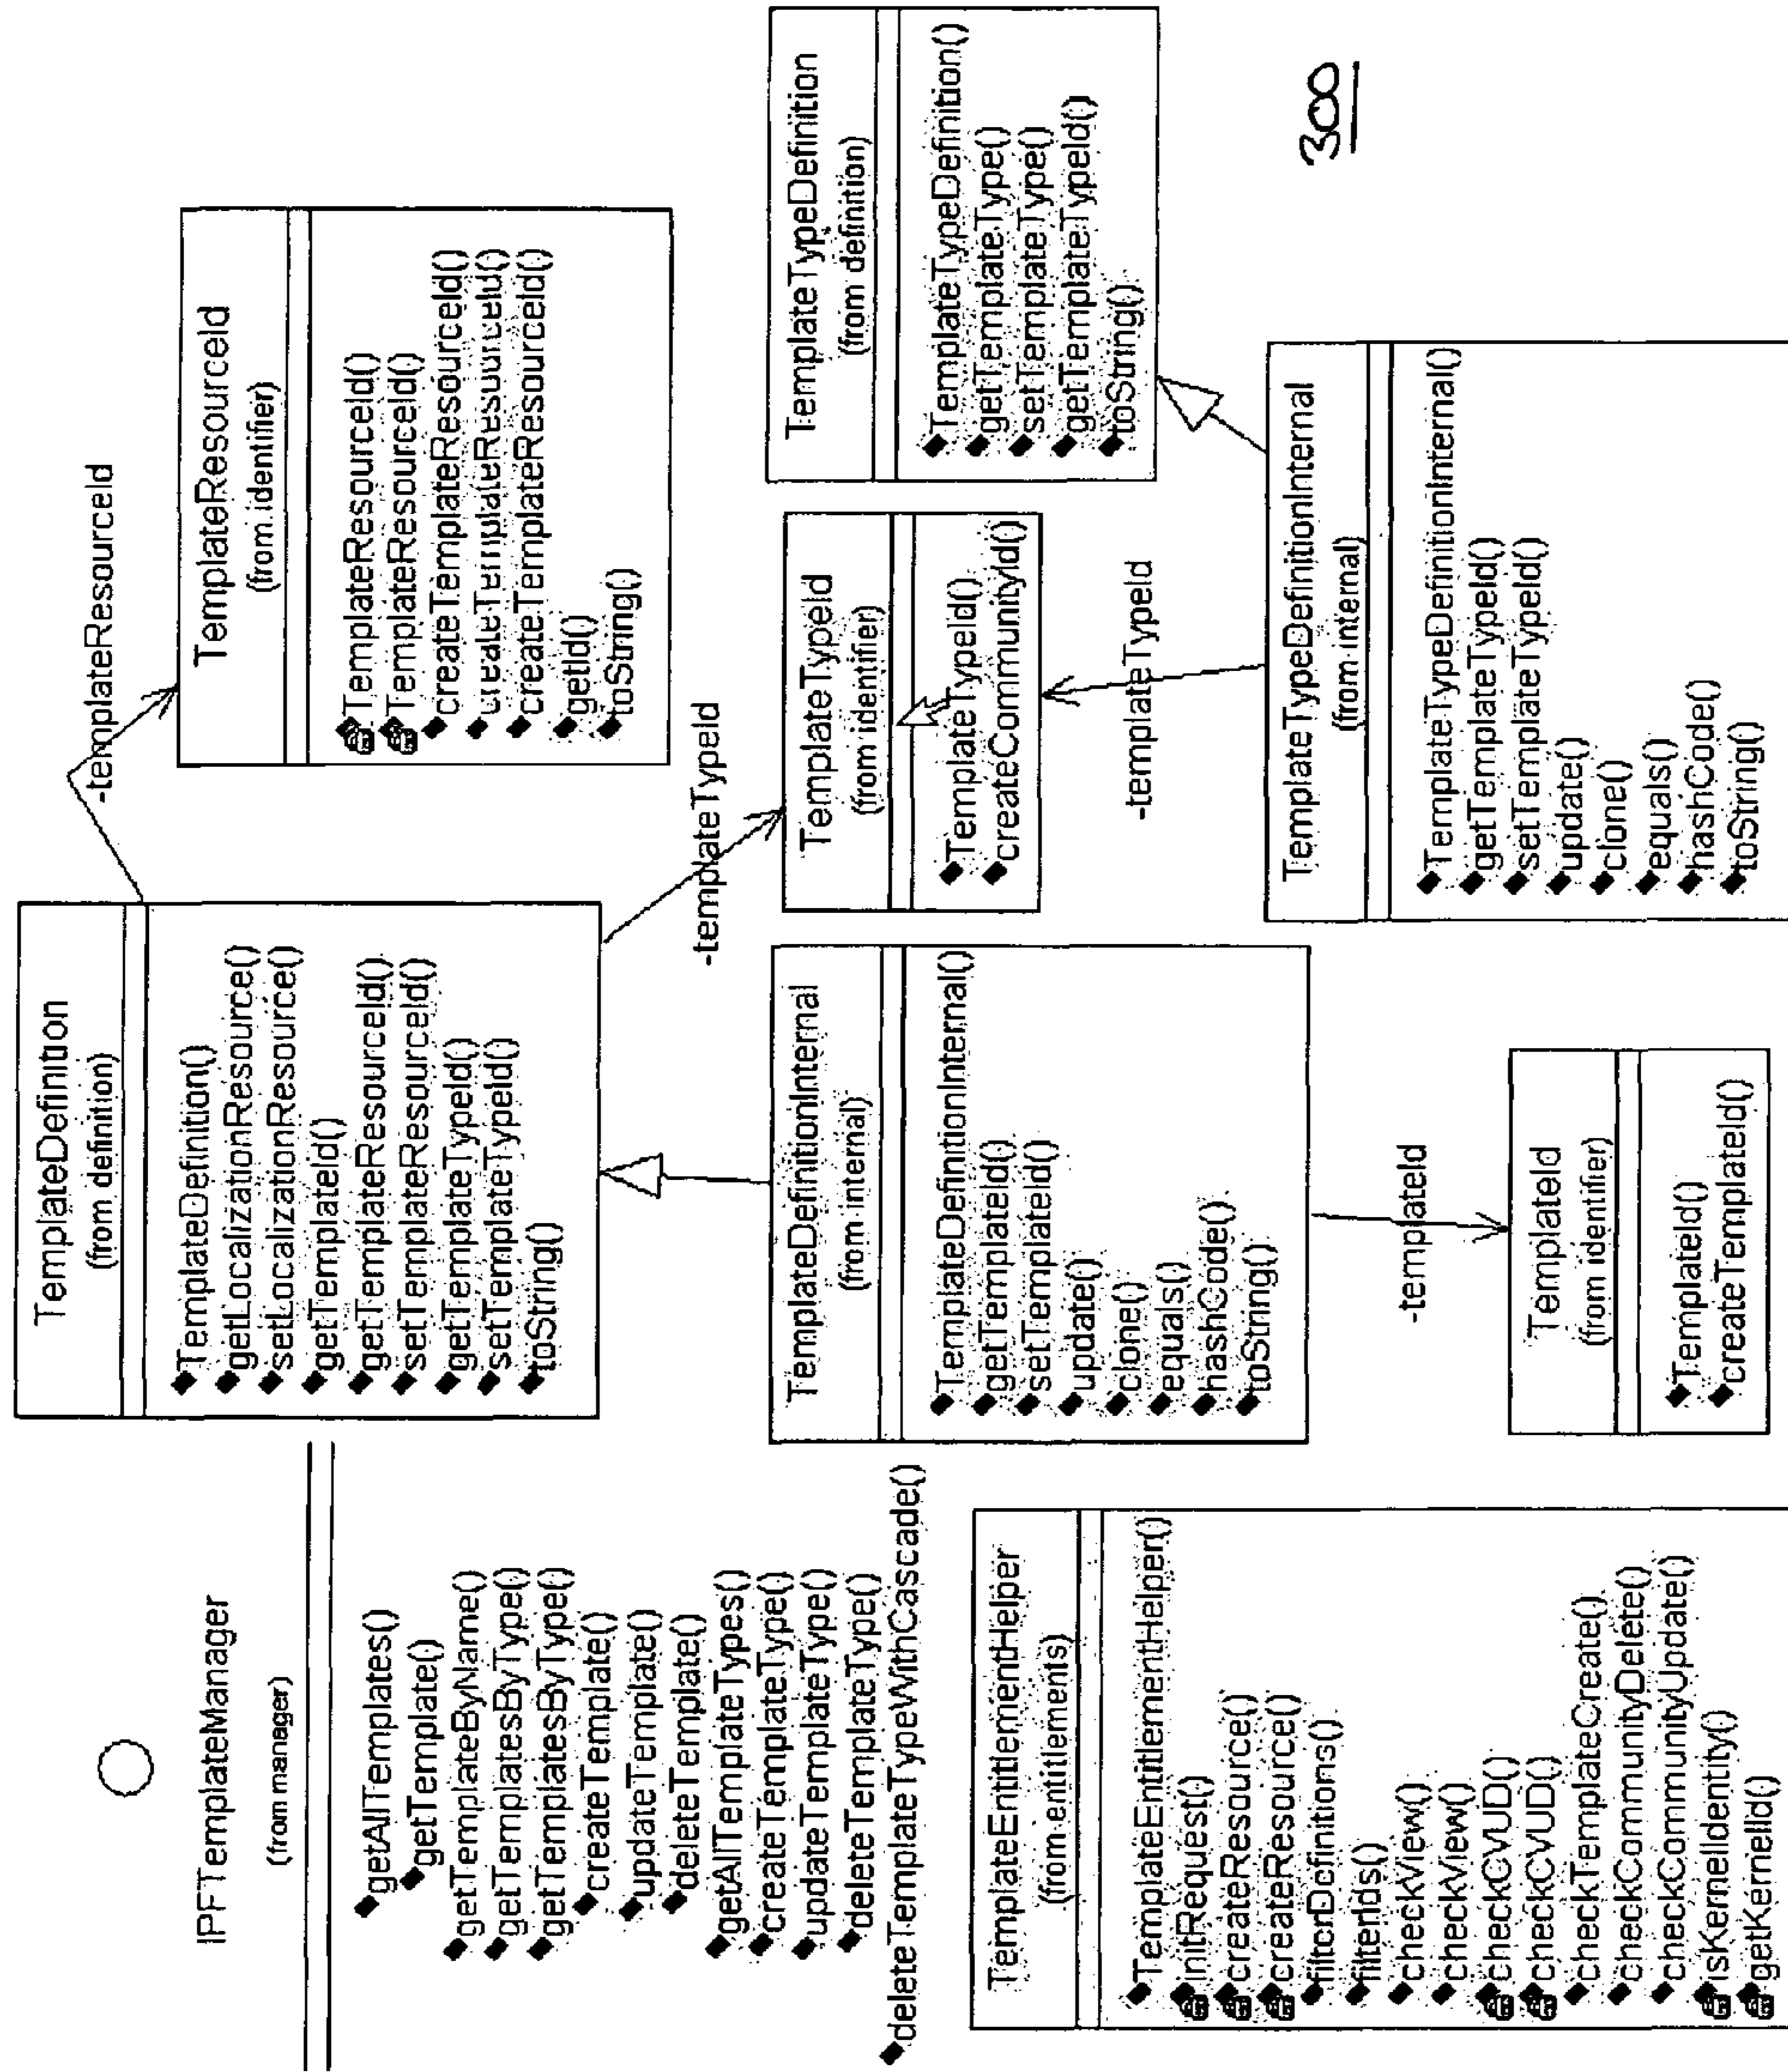 IPFTemplateManager
(from manager)
getAllTemplates()
getTemplate()
getTemplateByName()
getTemplatesByType()
getTemplatesByType()
createTemplate()
updateTemplate()
deleteTemplate()
getAllTemplateTypes()
createTemplateType()
updateTemplateType()
deleteTemplateType()
deleteTemplateTypeWithCascade()
TemplateDefinition
(from definition)
TemplateDefinition()
getLocalizationResource()
setLocalizationResource()
getTemplateId()
getTemplateResourceId()
setTemplateResourceId()
getTemplateTypeId()
setTemplateTypeId()
toString()
-templateResourceId
TemplateResourceId
(from identifier)
TemplateResourceId()
TemplateResourceId()
createTemplateResourceId()
createTemplateResourceId()
createTemplateResourceId()
getId()
toString()
-templateTypeId
TemplateEntitlementHelper
(from entitlements)
TemplateEntitlementHelper()
initRequest()
createResource()
createResource()
filterDefinitions()
filterIds()
checkView()
checkView()
checkCVUD()
checkCVUD()
checkTemplateCreate()
checkCommunityDelete()
checkCommunityUpdate()
isKernelIdentity()
getKernelId()
TemplateDefinitionInternal
(from internal)
TemplateDefinitionInternal()
getTemplateId()
setTemplateId()
update()
clone()
equals()
hashCode()
toString()
-templateId
TemplateId
(from identifier)
TemplateId()
createTemplateId()
TemplateTypeId
(from identifier)
TemplateTypeId()
createCommunityId()
-templateTypeId
TemplateTypeDefinition
(from definition)
TemplateTypeDefinition()
getTemplateType()
setTemplateType()
getTemplateTypeId()
toString()
TemplateTypeDefinitionInternal
(from internal)
TemplateTypeDefinitionInternal()
getTemplateTypeId()
setTemplateTypeId()
update()
clone()
equals()
hashCode()
toString()
300